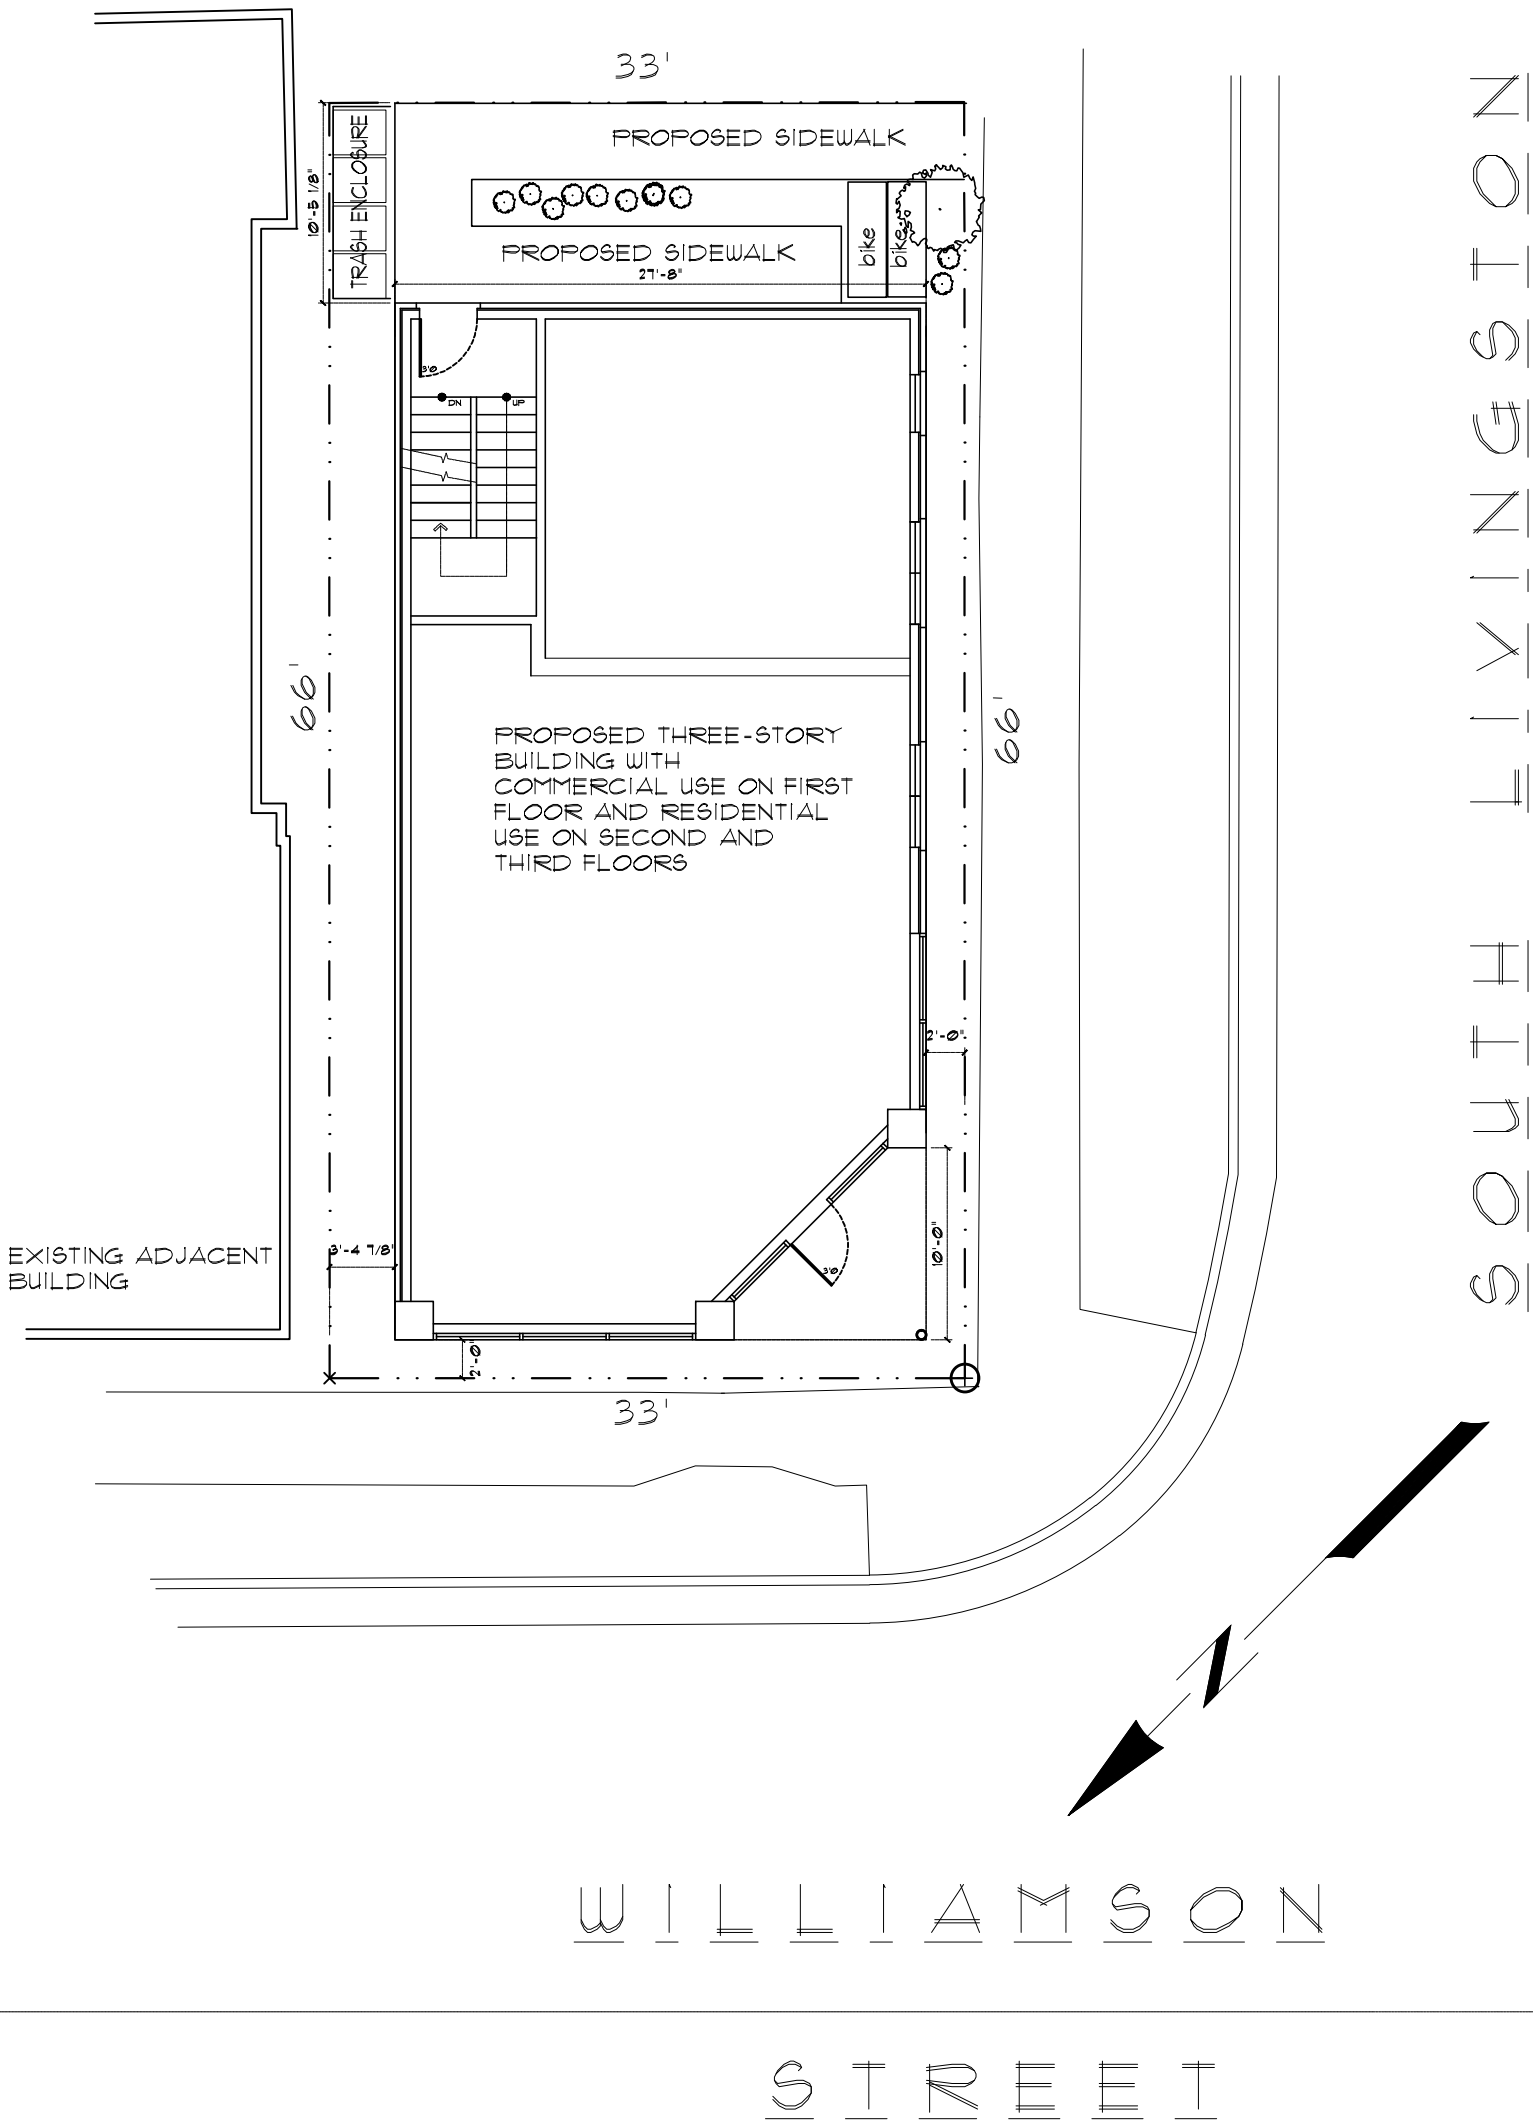 33'
PROPOSED SIDEWALK
TRASH ENCLOSURE
10'-5 1/8"
bike
bike
PROPOSED SIDEWALK
27'-8"
3'0
DN
UP
66'
66'
PROPOSED THREE-STORY
BUILDING WITH
COMMERCIAL USE ON FIRST
FLOOR AND RESIDENTIAL
USE ON SECOND AND
THIRD FLOORS
2'-0"
EXISTING ADJACENT
BUILDING
3'-4 7/8"
10'-0"
3'0
2'-0"
33'
SOUTH LIVINGSTON
N
WILLIAMSON
STREET